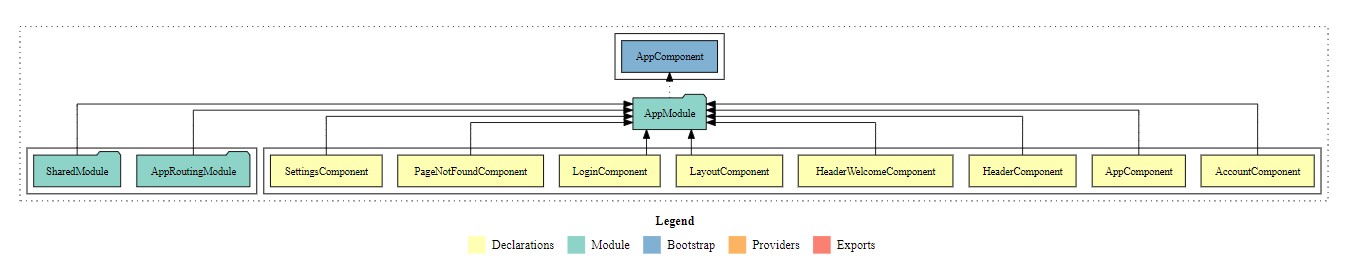 AppComponent
AppModule
SharedModule
AppRoutingModule
SettingsComponent
PageNotFoundComponent
LoginComponent
LayoutComponent
HeaderWelcomeComponent
HeaderComponent
AppComponent
AccountComponent
Legend
Declarations
Module
Bootstrap
Providers
Exports